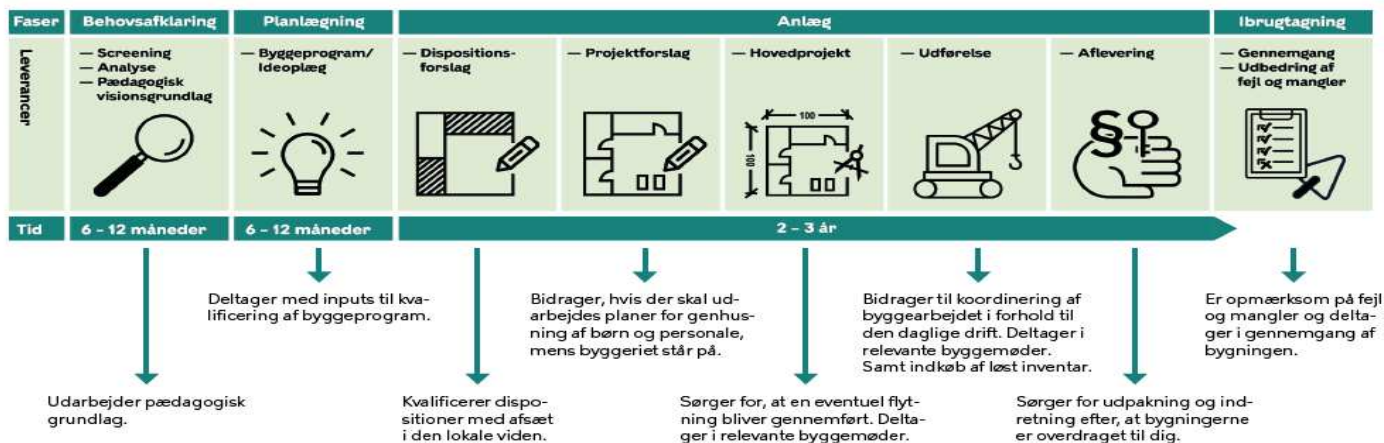 Faser
Behovsafklaring
Planlægning
Anlæg
Ibrugtagning
Leverancer
— Screening
— Analyse
— Pædagogisk
visionsgrundlag
— Byggeprogram/
Ideoplæg
— Dispositions-
forslag
— Projektforslag
— Hovedprojekt
100
100
— Udførelse
— Aflevering
§
— Gennemgang
— Udbedring af
fejl og mangler
Tid
6 – 12 måneder
6 – 12 måneder
2 – 3 år
Deltager med inputs til kva-
lificering af byggeprogram.
Bidrager, hvis der skal ud-
arbejdes planer for genhus-
ning af børn og personale,
mens byggeriet står på.
Bidrager til koordinering af
byggearbejdet i forhold til
den daglige drift. Deltager i
relevante byggemøder.
Samt indkøb af løst inventar.
Er opmærksom på fejl
og mangler og delta-
ger i gennemgang af
bygningen.
Udarbejder pædagogisk
grundlag.
Kvalificerer dispo-
sitioner med afsæt
i den lokale viden.
Sørger for, at en eventuel flyt-
ning bliver gennemført. Delta-
ger i relevante byggemøder.
Sørger for udpakning og ind-
retning efter, at bygningerne
er overdraget til dig.